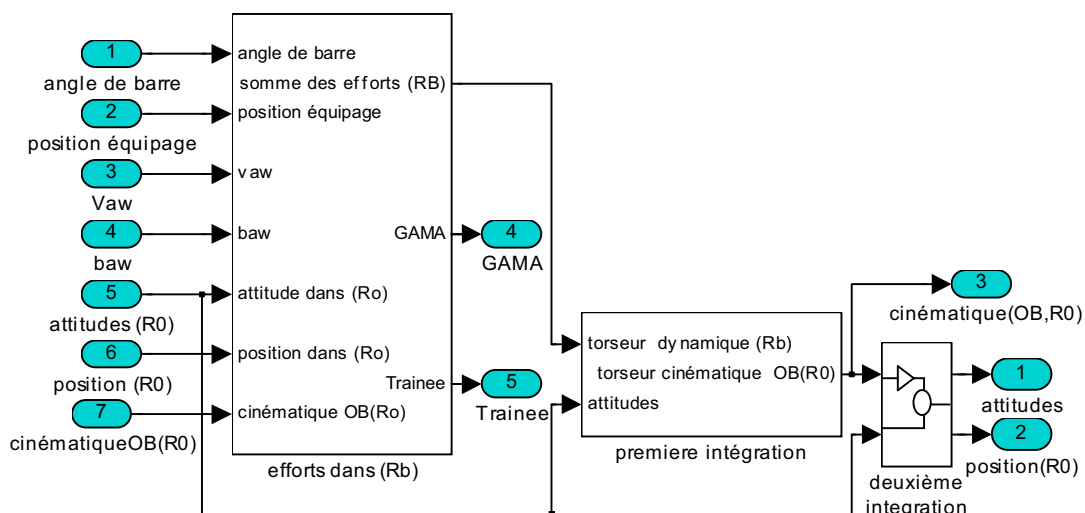 1
angle de barre
2
position équipage
3
Vaw
4
baw
5
attitudes (R0)
6
position (R0)
7
cinématiqueOB(R0)
angle de barre
somme des efforts (RB)
position équipage
vaw
baw
GAMA
attitude dans (Ro)
position dans (Ro)
Trainee
cinématique OB(Ro)
efforts dans (Rb)
4
GAMA
5
Trainee
torseur dynamique (Rb)
torseur cinématique OB(R0)
attitudes
premiere intégration
3
cinématique(OB,R0)
1
attitudes
2
position(R0)
deuxième
integration